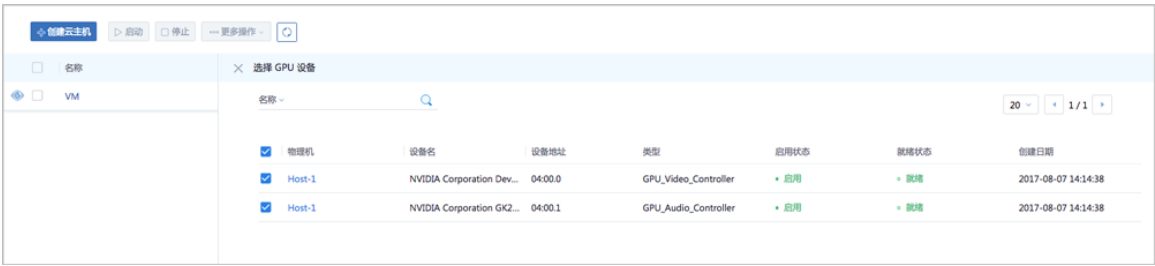 创建云主机 启动 停止 更多操作
名称 选择 GPU 设备
VM 名称 20 1 / 1
物理机 设备名 设备地址 类型 启用状态 就绪状态 创建日期
Host-1 NVIDIA Corporation Dev... 04:00.0 GPU_Video_Controller 启用 就绪 2017-08-07 14:14:38
Host-1 NVIDIA Corporation GK2... 04:00.1 GPU_Audio_Controller 启用 就绪 2017-08-07 14:14:38